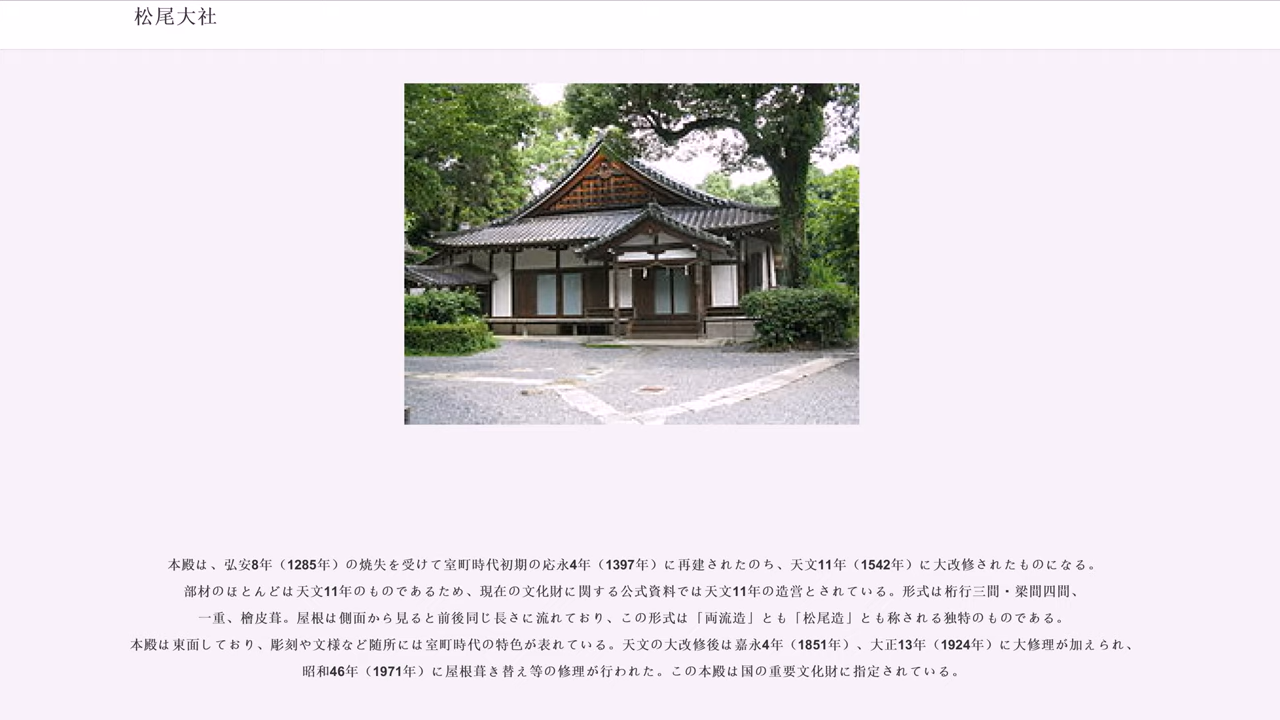 松尾大社
本殿は、弘安8年（1285年）の焼失を受けて室町時代初期の応永4年（1397年）に再建されたのち、天文11年（1542年）に大改修されたものになる。
部材のほとんどは天文11年のものであるため、現在の文化財に関する公式資料では天文11年の造営とされている。形式は桁行三間・梁間四間、
一重、檜皮葺。屋根は側面から見ると前後同じ長さに流れており、この形式は「両流造」とも「松尾造」とも称される独特のものである。
本殿は東面しており、彫刻や文様など随所には室町時代の特色が表れている。天文の大改修後は嘉永4年（1851年）、大正13年（1924年）に大修理が加えられ、
昭和46年（1971年）に屋根葺き替え等の修理が行われた。この本殿は国の重要文化財に指定されている。